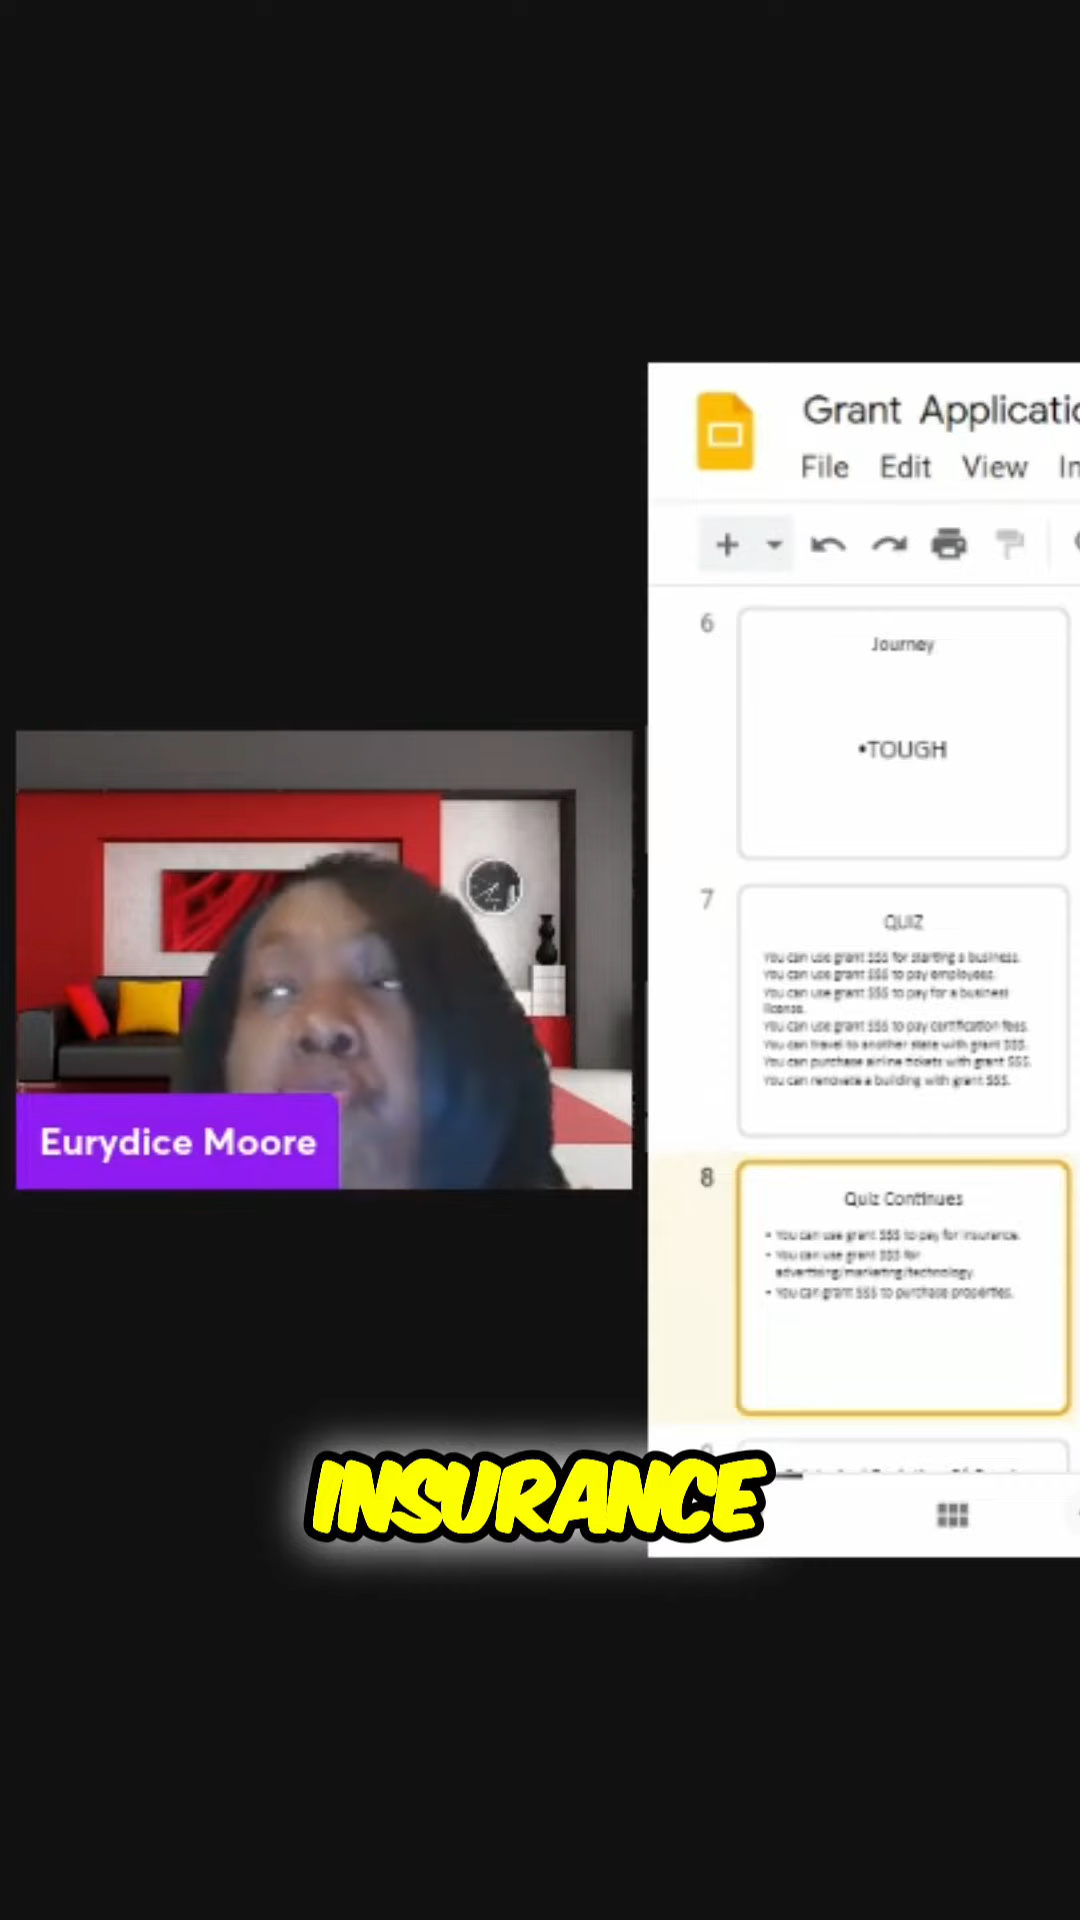 Grant Applicatio
File Edit View In
6
Journey
•TOUGH
7
QUIZ
You can use grant $$$ for starting a business.
You can use grant $$$ to pay employees.
You can use grant $$$ to pay for a business
license.
You can use grant $$$ to pay certification fees.
You can travel to another state with grant $$$.
You can purchase airline tickets with grant $$$.
You can renovate a building with grant $$$.
Eurydice Moore
8
Quiz Continues
• You can use grant $$$ to pay for insurance.
• You can use grant $$$ for
advertising/marketing/technology.
• You can grant $$$ to purchase properties.
INSURANCE